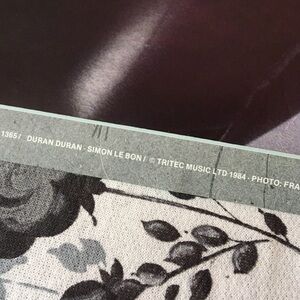 1365 / DURAN DURAN · SIMON LE BON / © TRITEC MUSIC LTD 1984 · PHOTO: FRA